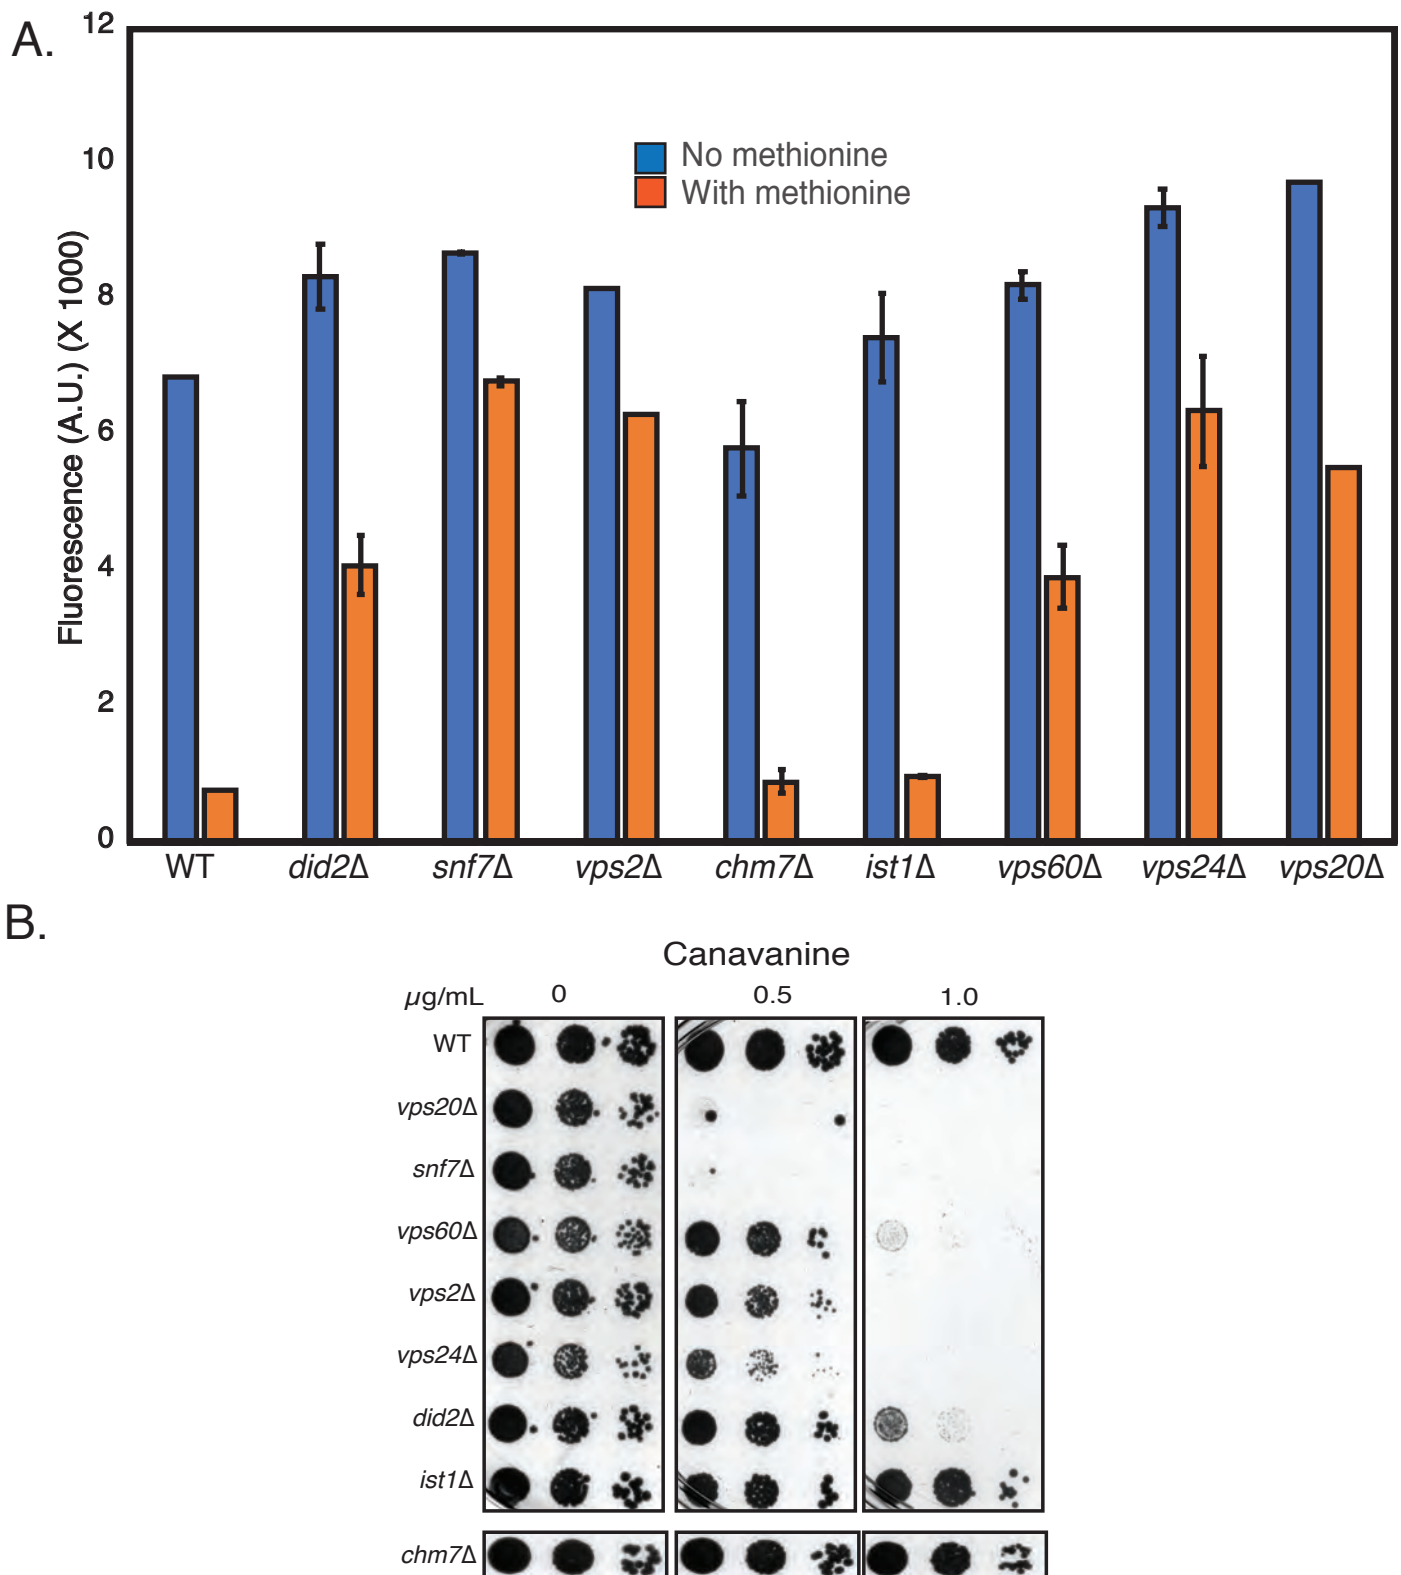 A.
12
10
8
6
4
2
0
Fluorescence (A.U.) (X 1000)
No methionine
With methionine
WT did2Δ snf7Δ vps2Δ chm7Δ ist1Δ vps60Δ vps24Δ vps20Δ
B.
Canavanine
µg/mL 0 0.5 1.0
WT
vps20Δ
snf7Δ
vps60Δ
vps2Δ
vps24Δ
did2Δ
ist1Δ
chm7Δ